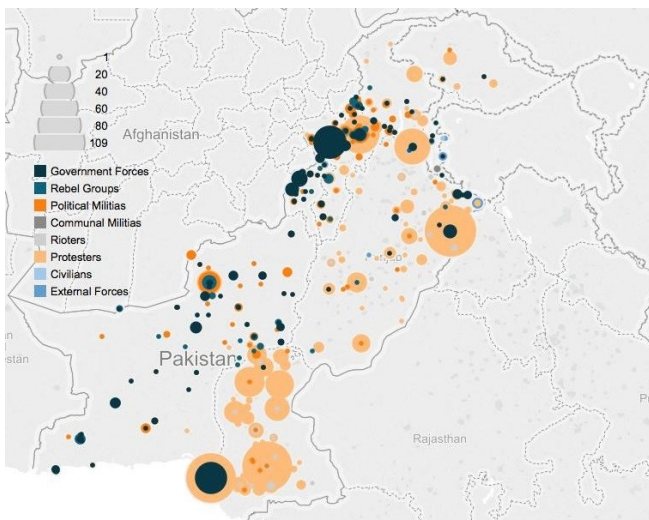 1
20
40
60
80
109
Afghanistan
Government Forces
Rebel Groups
Political Militias
Communal Militias
Rioters
Protesters
Civilians
External Forces
Pakistan
Rajasthan